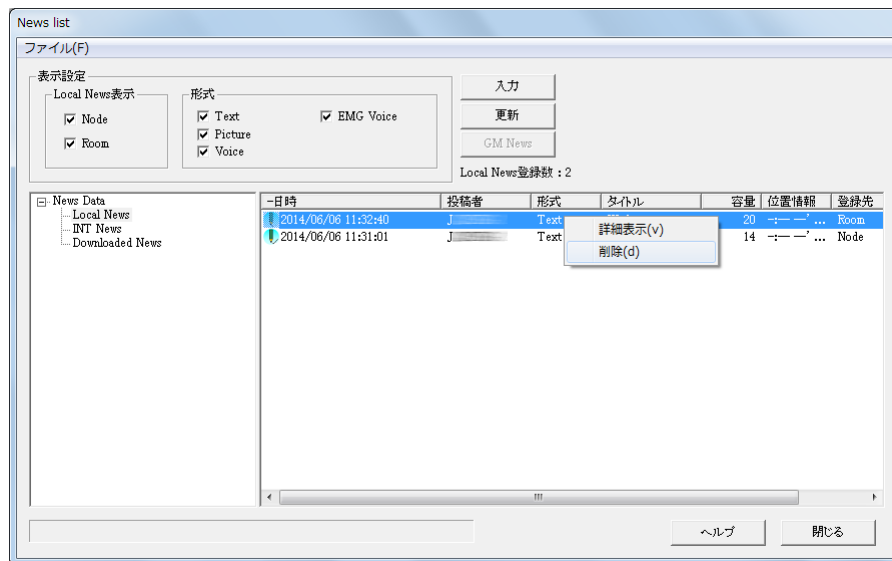 News list
ファイル(F)
表示設定
Local News表示
Node
Room
形式
Text
Picture
Voice
EMG Voice
入力
更新
GM News
Local News登録数：2
News Data
Local News
INT News
Downloaded News
-日時 投稿者 形式 タイトル 容量 位置情報 登録先
2014/06/06 11:32:40 J Text 20 -:-- --' ... Room
2014/06/06 11:31:01 J Text 14 -:-- --' ... Node
詳細表示(v)
削除(d)
ヘルプ
閉じる